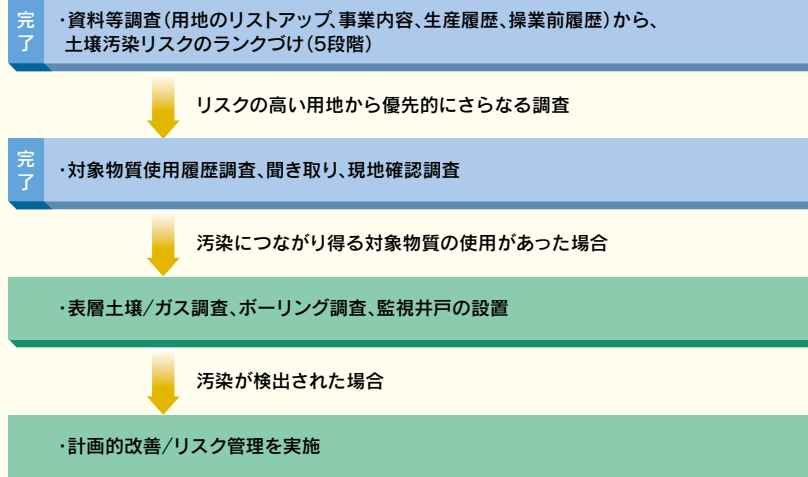 完了
・資料等調査（用地のリストアップ、事業内容、生産履歴、操業前履歴）から、
土壌汚染リスクのランクづけ（5段階）
リスクの高い用地から優先的にさらなる調査
完了
・対象物質使用履歴調査、聞き取り、現地確認調査
汚染につながり得る対象物質の使用があった場合
・表層土壌/ガス調査、ボーリング調査、監視井戸の設置
汚染が検出された場合
・計画的改善/リスク管理を実施